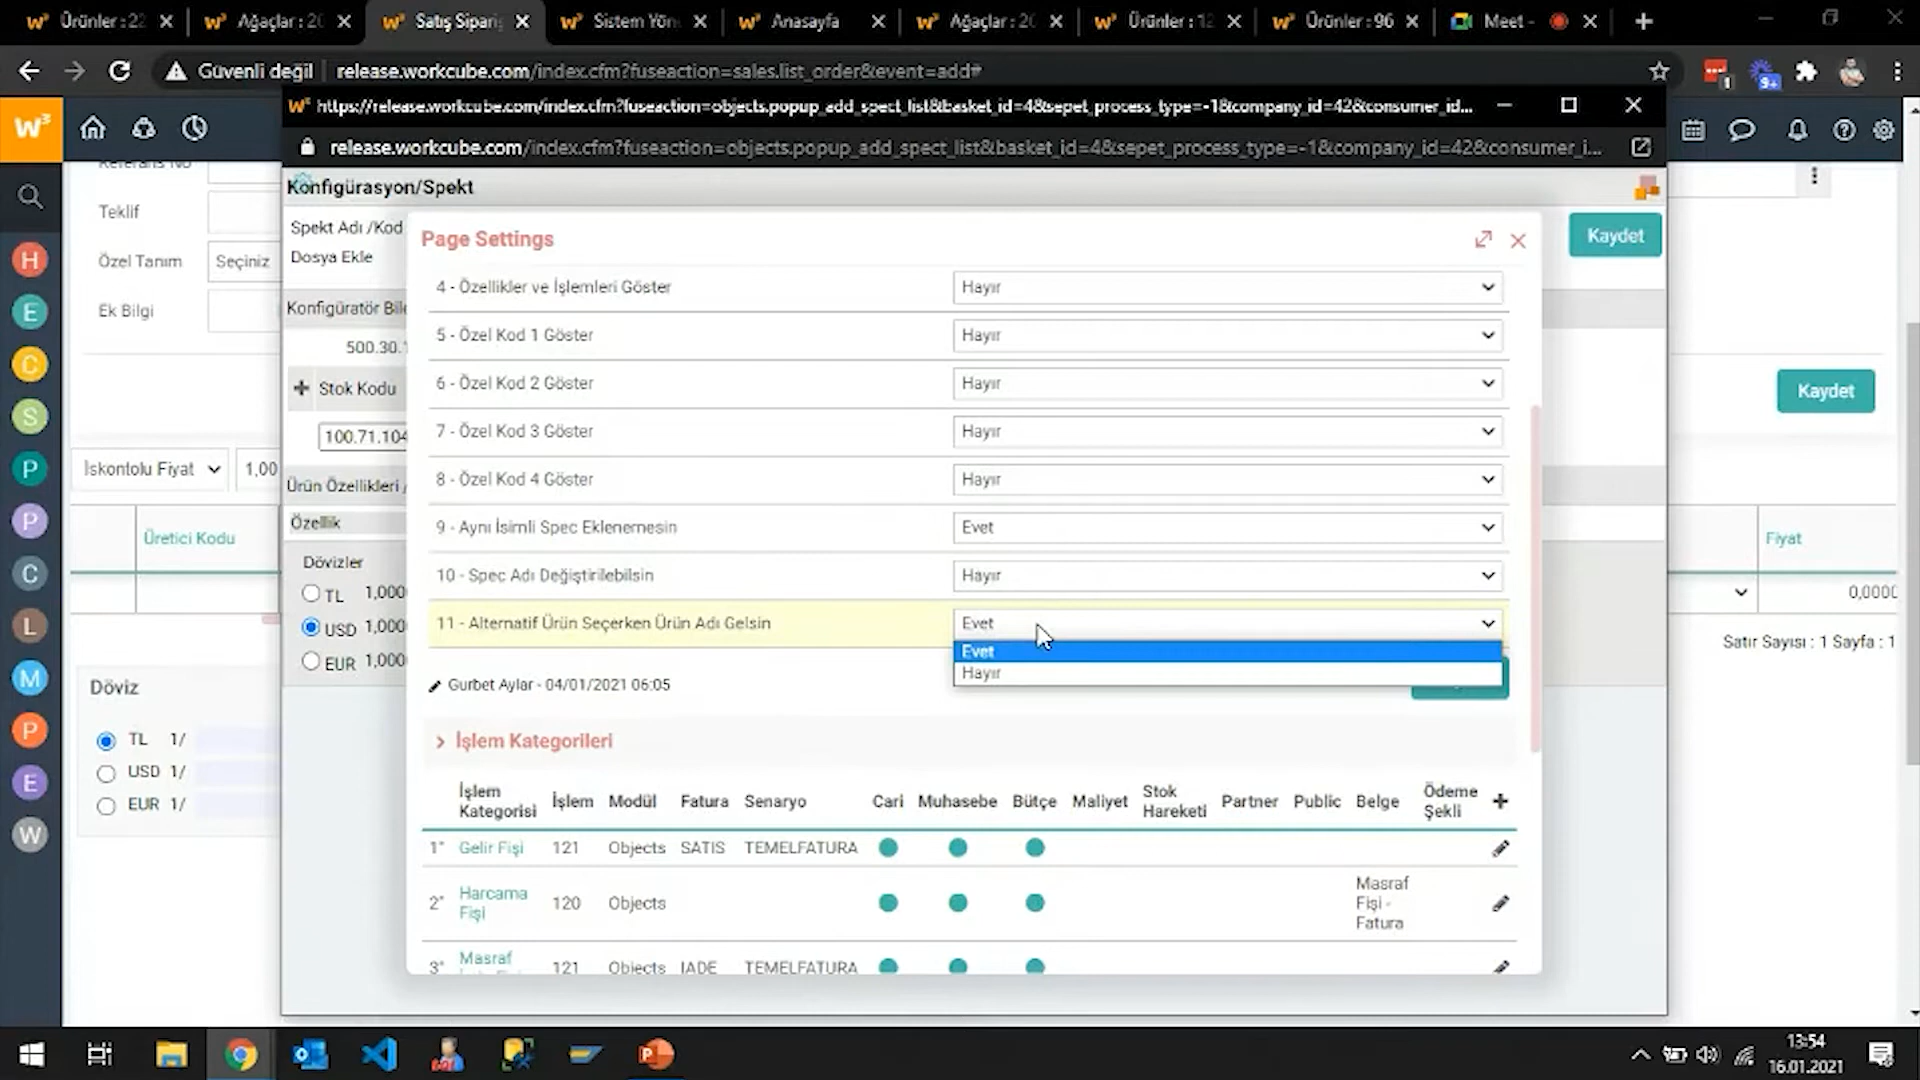 Ürünler : 22
Ağaçlar : 20
Satış Sipariş
Sistem Yön
Anasayfa
Ağaçlar : 20
Ürünler : 12
Ürünler : 96
Meet -
Güvenli değil
release.workcube.com/index.cfm?fuseaction=sales.list_order&event=add#
1
9+
https://release.workcube.com/index.cfm?fuseaction=objects.popup_add_spect_list&basket_id=4&sepet_process_type=-1&company_id=42&consumer_id...
release.workcube.com/index.cfm?fuseaction=objects.popup_add_spect_list&basket_id=4&sepet_process_type=-1&company_id=42&consumer_i...
Konfigürasyon/Spekt
Referans No
Teklif
Özel Tanım
Seçiniz
Ek Bilgi
İskontolu Fiyat
1,00
Üretici Kodu
Döviz
TL 1/
USD 1/
EUR 1/
H
E
C
S
P
P
C
L
M
P
E
W
Spekt Adı /Kod
Dosya Ekle
Konfigüratör Bile
500.30.1
Stok Kodu
100.71.104
Ürün Özellikleri /
Özellik
Dövizler
TL 1,0000
USD 1,0000
EUR 1,0000
Page Settings
4 - Özellikler ve İşlemleri Göster Hayır
5 - Özel Kod 1 Göster Hayır
6 - Özel Kod 2 Göster Hayır
7 - Özel Kod 3 Göster Hayır
8 - Özel Kod 4 Göster Hayır
9 - Aynı İsimli Spec Eklenemesin Evet
10 - Spec Adı Değiştirilebilsin Hayır
11 - Alternatif Ürün Seçerken Ürün Adı Gelsin Evet
Evet
Hayır
Gurbet Aylar - 04/01/2021 06:05
İşlem Kategorileri
İşlem Kategorisi İşlem Modül Fatura Senaryo Cari Muhasebe Bütçe Maliyet Stok Hareketi Partner Public Belge Ödeme Şekli
1* Gelir Fişi 121 Objects SATIS TEMELFATURA
2* Harcama Fişi 120 Objects Masraf Fişi - Fatura
3* Masraf 121 Objects IADE TEMELFATURA
Kaydet
Kaydet
Fiyat
0,0000
Satır Sayısı : 1 Sayfa : 1
13:54
16.01.2021